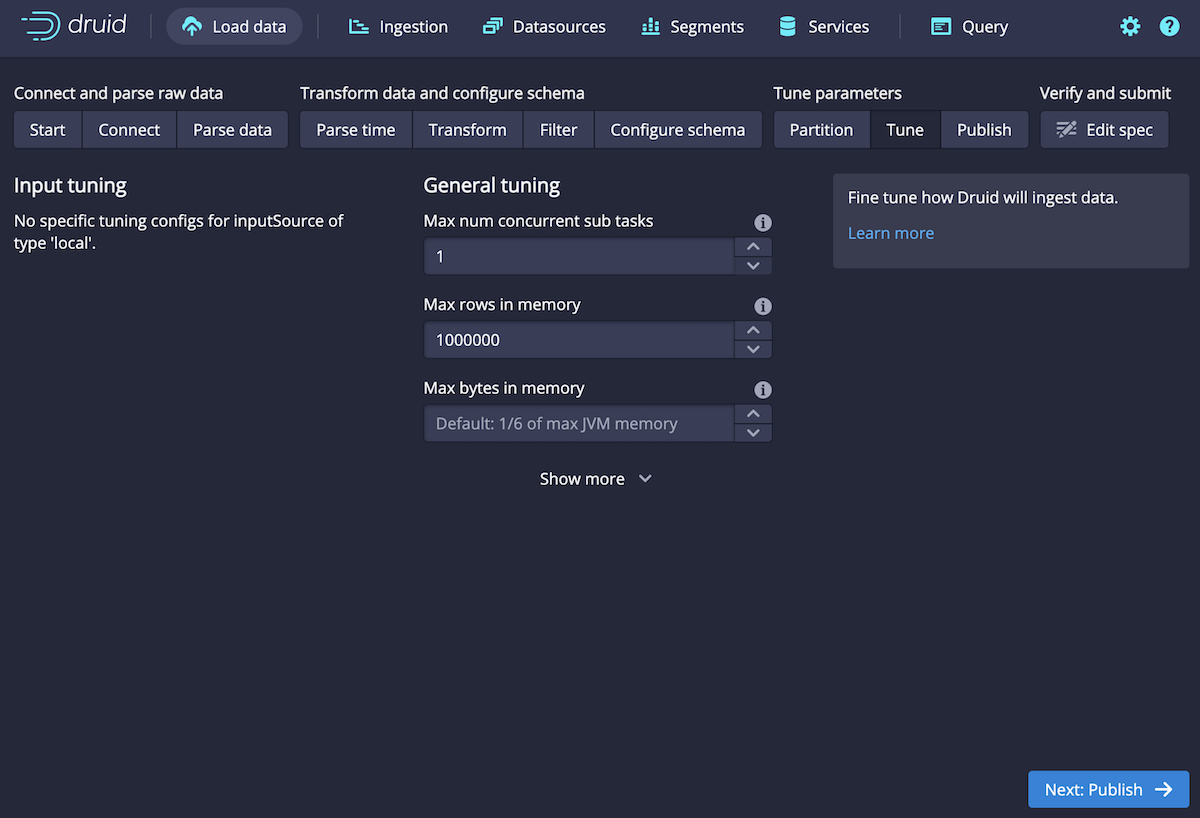 druid Load data Ingestion Datasources Segments Services Query
Connect and parse raw data Transform data and configure schema Tune parameters Verify and submit
Start Connect Parse data Parse time Transform Filter Configure schema Partition Tune Publish Edit spec
Input tuning
No specific tuning configs for inputSource of
type 'local'.
General tuning
Max num concurrent sub tasks
1
Max rows in memory
1000000
Max bytes in memory
Default: 1/6 of max JVM memory
Show more
Fine tune how Druid will ingest data.
Learn more
Next: Publish